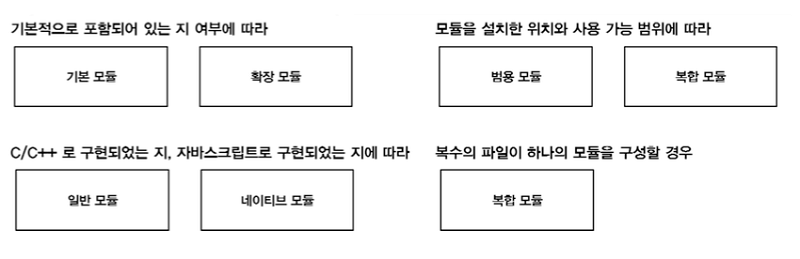 기본적으로 포함되어 있는 지 여부에 따라
기본 모듈
확장 모듈
모듈을 설치한 위치와 사용 가능 범위에 따라
범용 모듈
복합 모듈
C/C++ 로 구현되었는 지, 자바스크립트로 구현되었는 지에 따라
일반 모듈
네이티브 모듈
복수의 파일이 하나의 모듈을 구성할 경우
복합 모듈